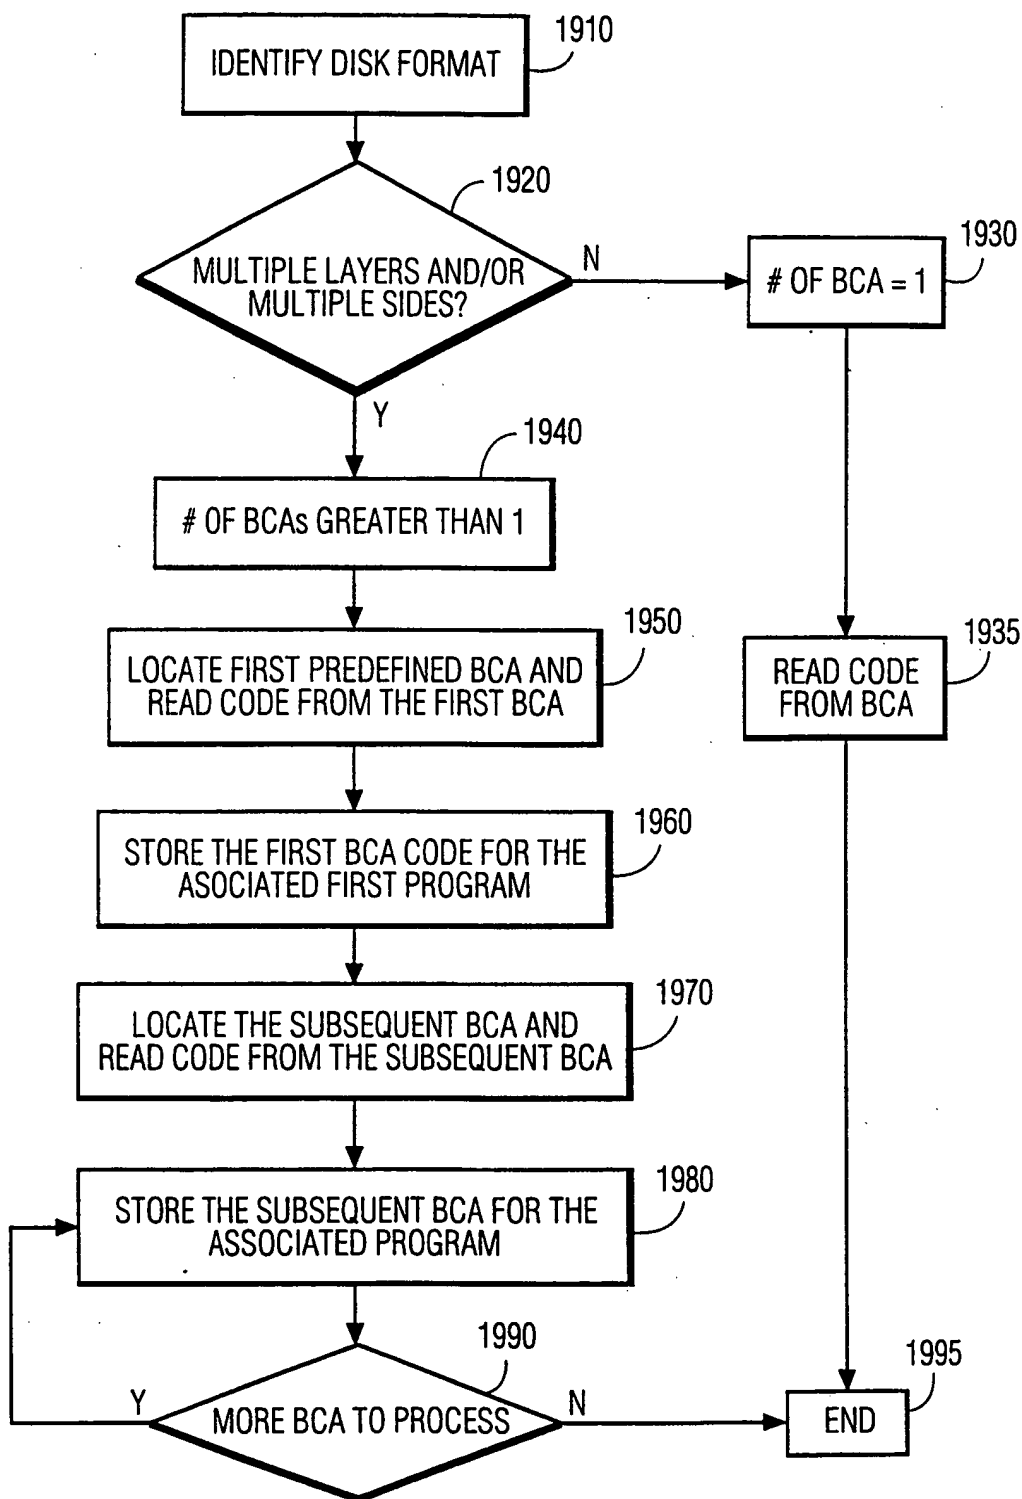 IDENTIFY DISK FORMAT
1910
1920
MULTIPLE LAYERS AND/OR
MULTIPLE SIDES?
N
1930
# OF BCA = 1
Y
1940
# OF BCAs GREATER THAN 1
1950
LOCATE FIRST PREDEFINED BCA AND
READ CODE FROM THE FIRST BCA
1935
READ CODE
FROM BCA
1960
STORE THE FIRST BCA CODE FOR THE
ASOCIATED FIRST PROGRAM
1970
LOCATE THE SUBSEQUENT BCA AND
READ CODE FROM THE SUBSEQUENT BCA
1980
STORE THE SUBSEQUENT BCA FOR THE
ASSOCIATED PROGRAM
1990
Y
MORE BCA TO PROCESS
N
1995
END